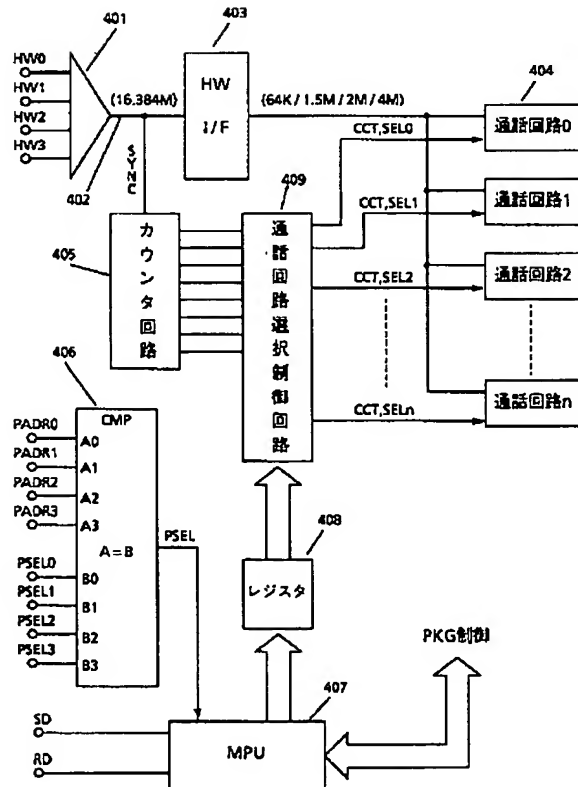 401
403
HW0
HW1
HW2
HW3
(16.384M)
HW
I/F
(64K / 1.5M / 2M / 4M)
404
通話回路0
通話回路1
通話回路2
通話回路n
402
SYNC
CCT,SEL0
CCT,SEL1
CCT,SEL2
CCT,SELn
405
カウンタ回路
409
通話回路選択制御回路
406
CMP
PADR0
PADR1
PADR2
PADR3
A0
A1
A2
A3
A=B
PSEL
PSEL0
PSEL1
PSEL2
PSEL3
B0
B1
B2
B3
408
レジスタ
PKG制御
407
SD
RD
MPU